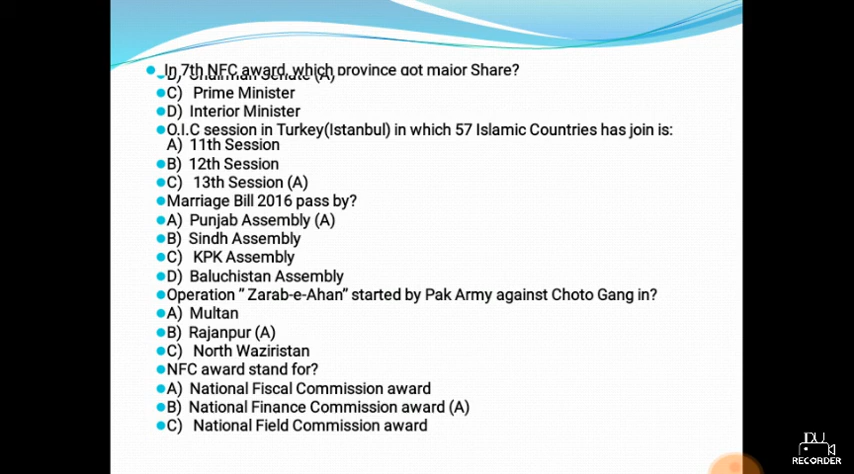 In 7th NFC award, which province got major Share?
B) Chairman Senate (A)
C) Prime Minister
D) Interior Minister
O.I.C session in Turkey(Istanbul) in which 57 Islamic Countries has join is:
A) 11th Session
B) 12th Session
C) 13th Session (A)
Marriage Bill 2016 pass by?
A) Punjab Assembly (A)
B) Sindh Assembly
C) KPK Assembly
D) Baluchistan Assembly
Operation " Zarab-e-Ahan" started by Pak Army against Choto Gang in?
A) Multan
B) Rajanpur (A)
C) North Waziristan
NFC award stand for?
A) National Fiscal Commission award
B) National Finance Commission award (A)
C) National Field Commission award
DU
RECORDER